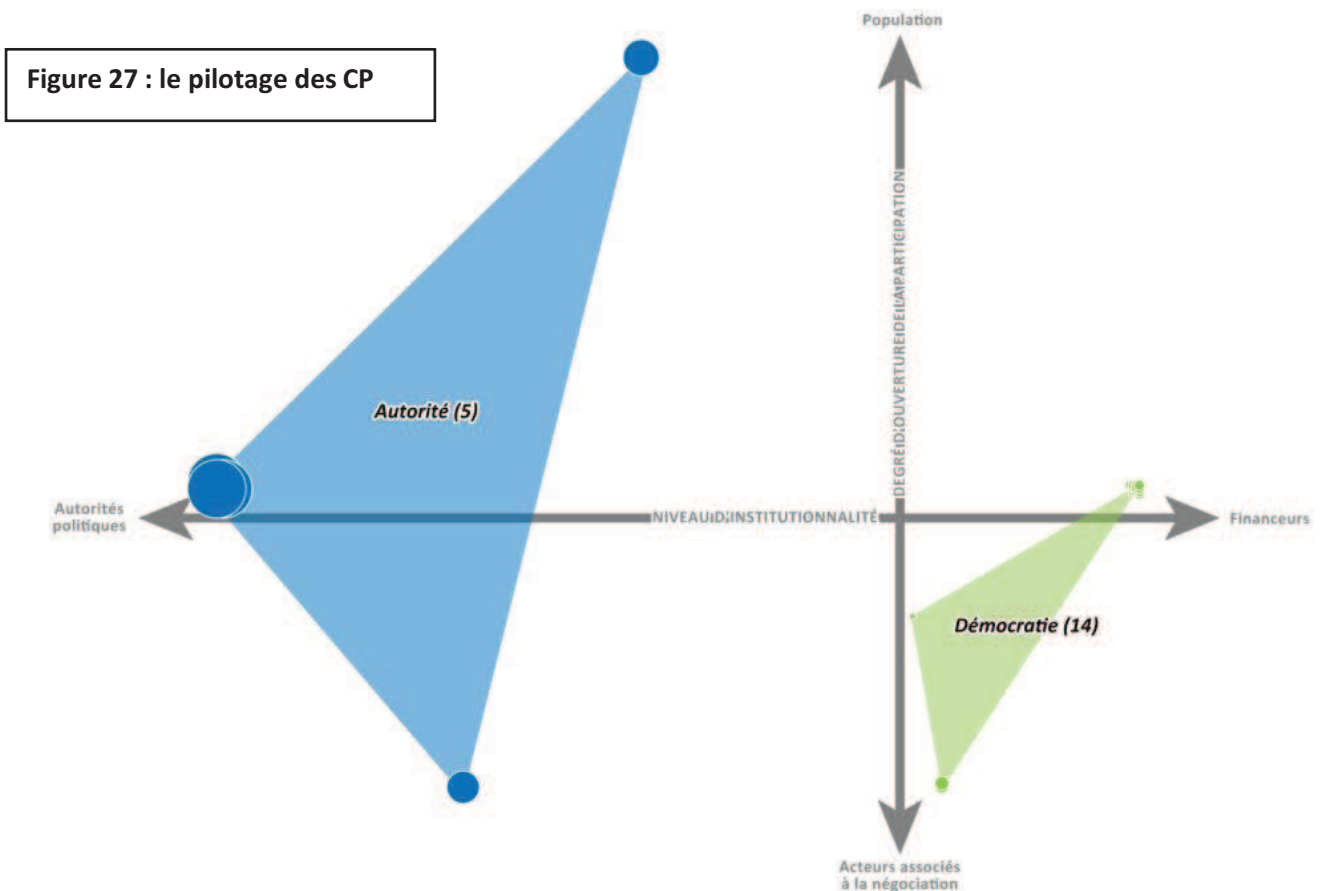 Population
Figure 27 : le pilotage des CP
DEGRÉ D'OUVERTURE DE LA PARTICIPATION
Autorité (5)
Autorités
politiques
NIVEAU D'INSTITUTIONNALITÉ
Financeurs
Démocratie (14)
Acteurs associés
à la négociation